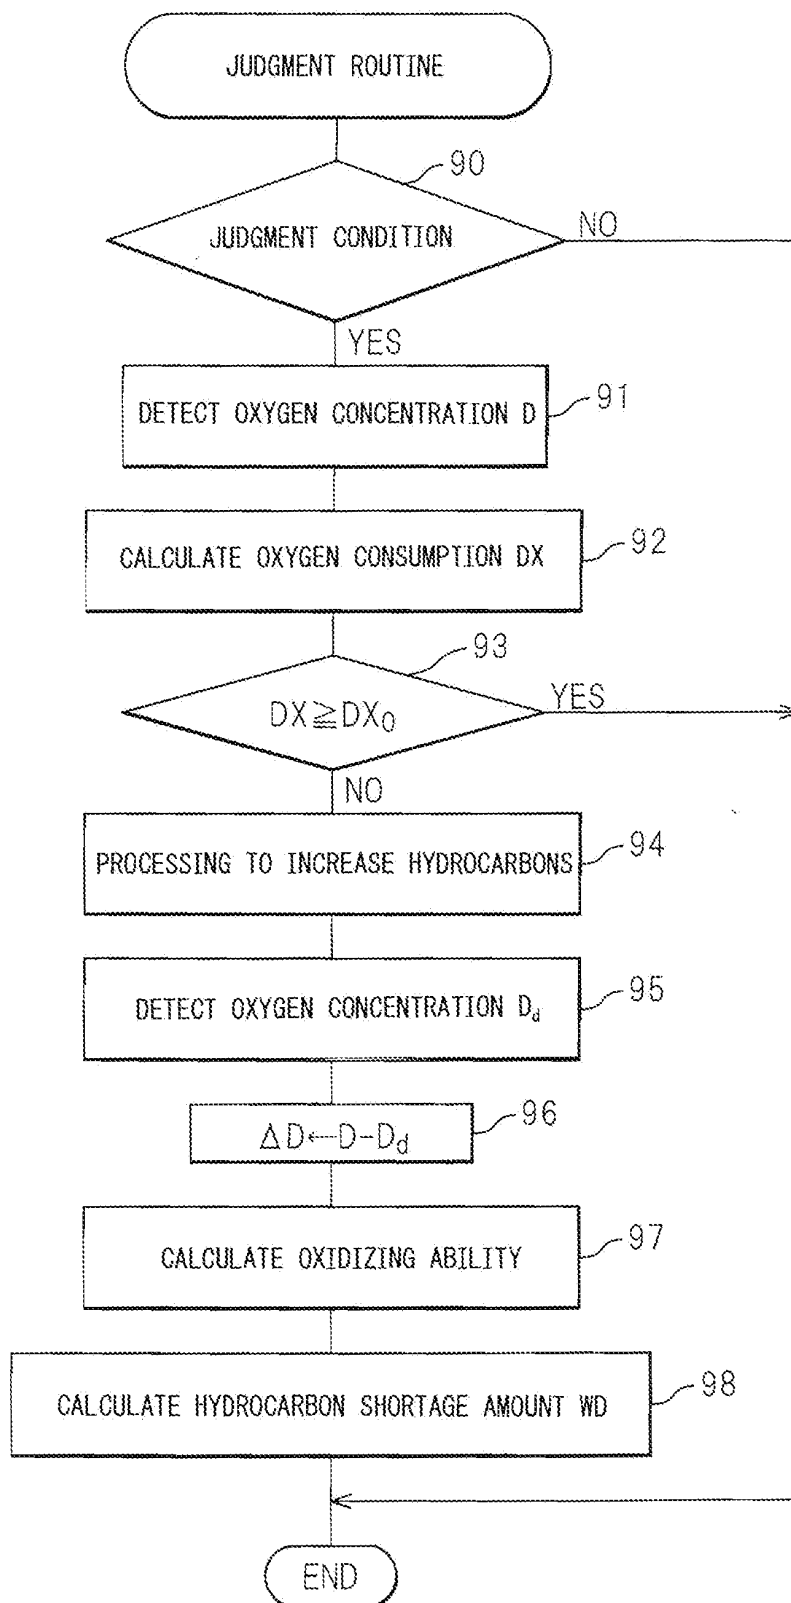 JUDGMENT ROUTINE
90
JUDGMENT CONDITION
NO
YES
DETECT OXYGEN CONCENTRATION D
91
CALCULATE OXYGEN CONSUMPTION DX
92
93
DX≧DX₀
YES
NO
PROCESSING TO INCREASE HYDROCARBONS
94
DETECT OXYGEN CONCENTRATION Dd
95
ΔD←D-Dd
96
CALCULATE OXIDIZING ABILITY
97
CALCULATE HYDROCARBON SHORTAGE AMOUNT WD
98
END